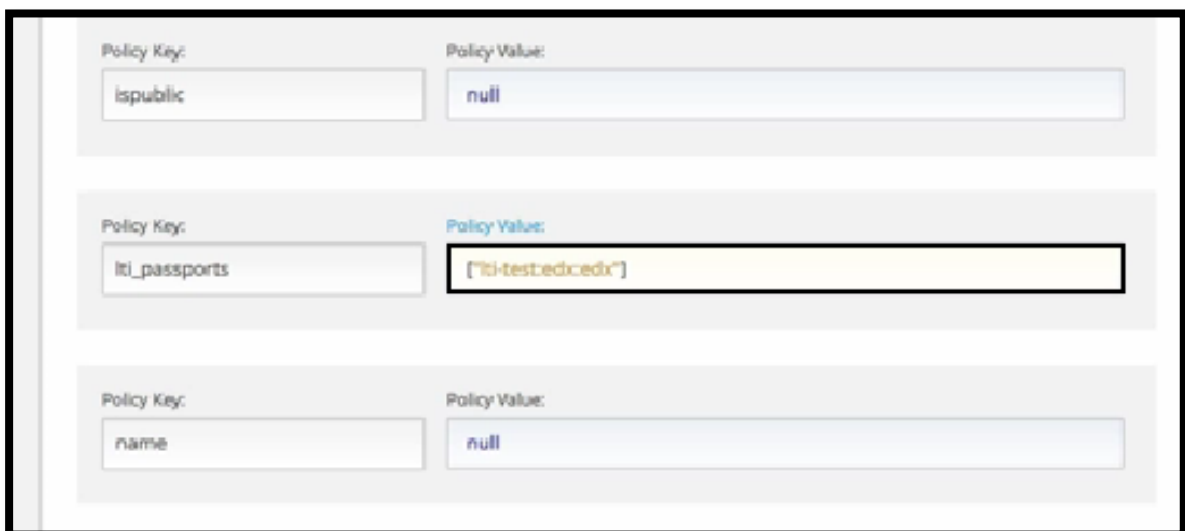 Policy Key: Policy Value:
ispublic null
Policy Key: Policy Value:
lti_passports ["lti-test:edx:edx"]
Policy Key: Policy Value:
name null